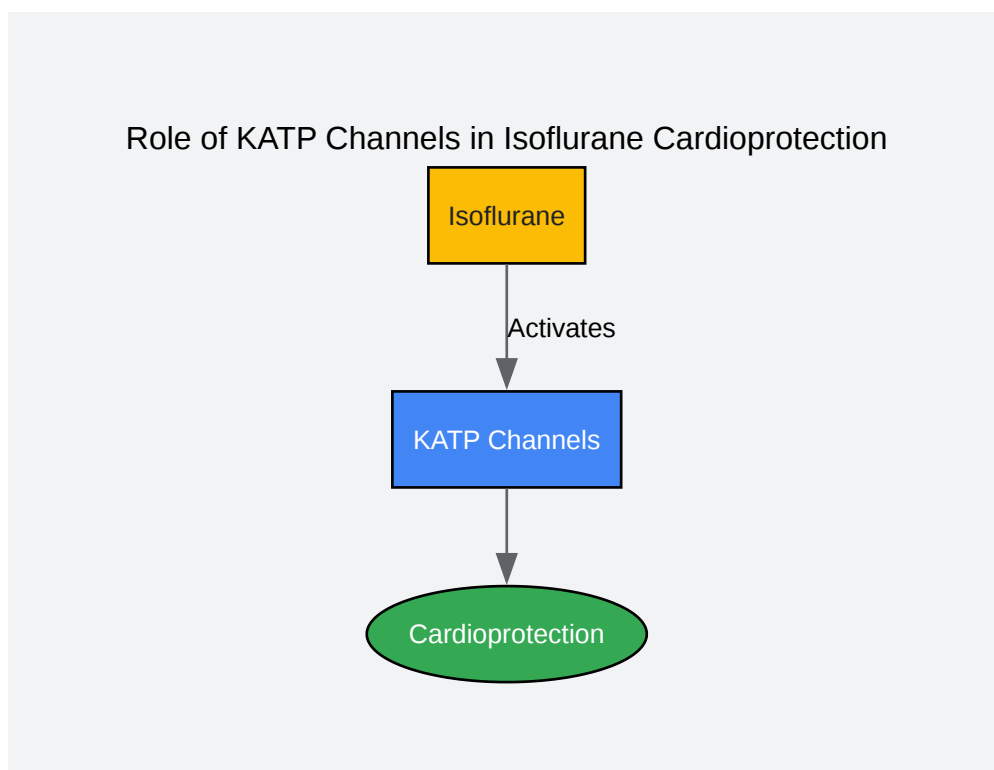 Role of KATP Channels in Isoflurane Cardioprotection
Isoflurane
Activates
KATP Channels
Cardioprotection